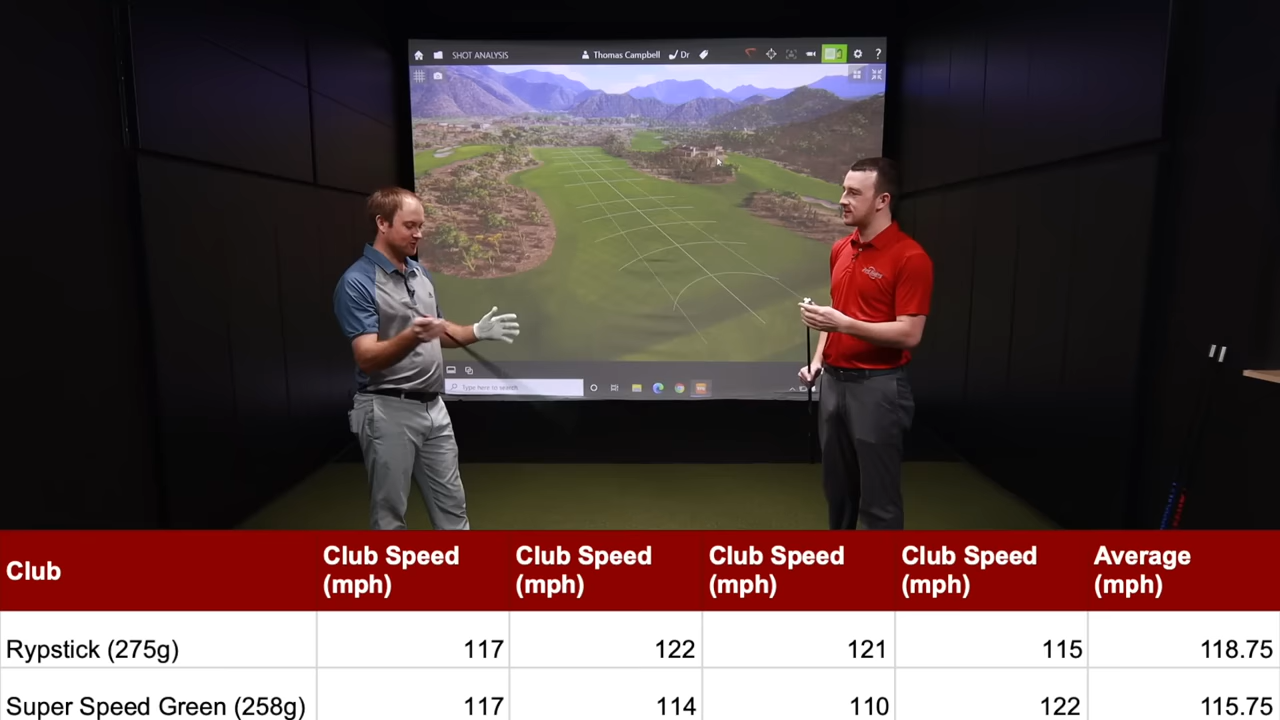 SHOT ANALYSIS
Thomas Campbell
Dr
?
Type here to search
Club
Club Speed (mph)
Club Speed (mph)
Club Speed (mph)
Club Speed (mph)
Average (mph)
Rypstick (275g) 117 122 121 115 118.75
Super Speed Green (258g) 117 114 110 122 115.75